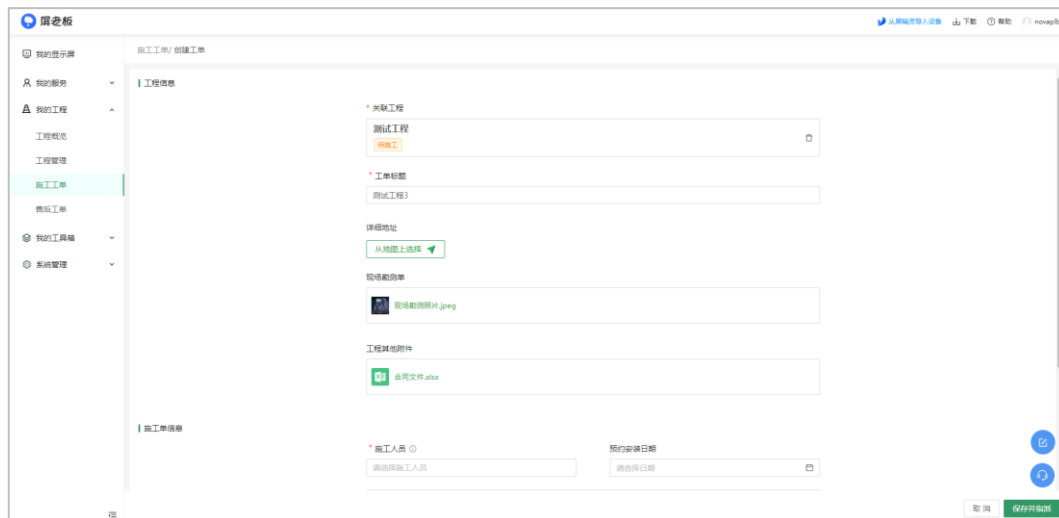 屏老板
从屏精灵导入设备 下载 帮助
我的显示屏
我的服务
我的工程
工程概览
工程管理
施工工单
售后工单
我的工具箱
系统管理
施工工单/ 创建工单
工程信息
* 关联工程
测试工程
待施工
* 工单标题
测试工程3
详细地址
从地图上选择
现场勘测单
现场勘测照片.jpeg
工程其他附件
合同文件.xlsx
施工单信息
* 施工人员 预约安装日期
请选择施工人员 请选择日期
取消 保存并指派